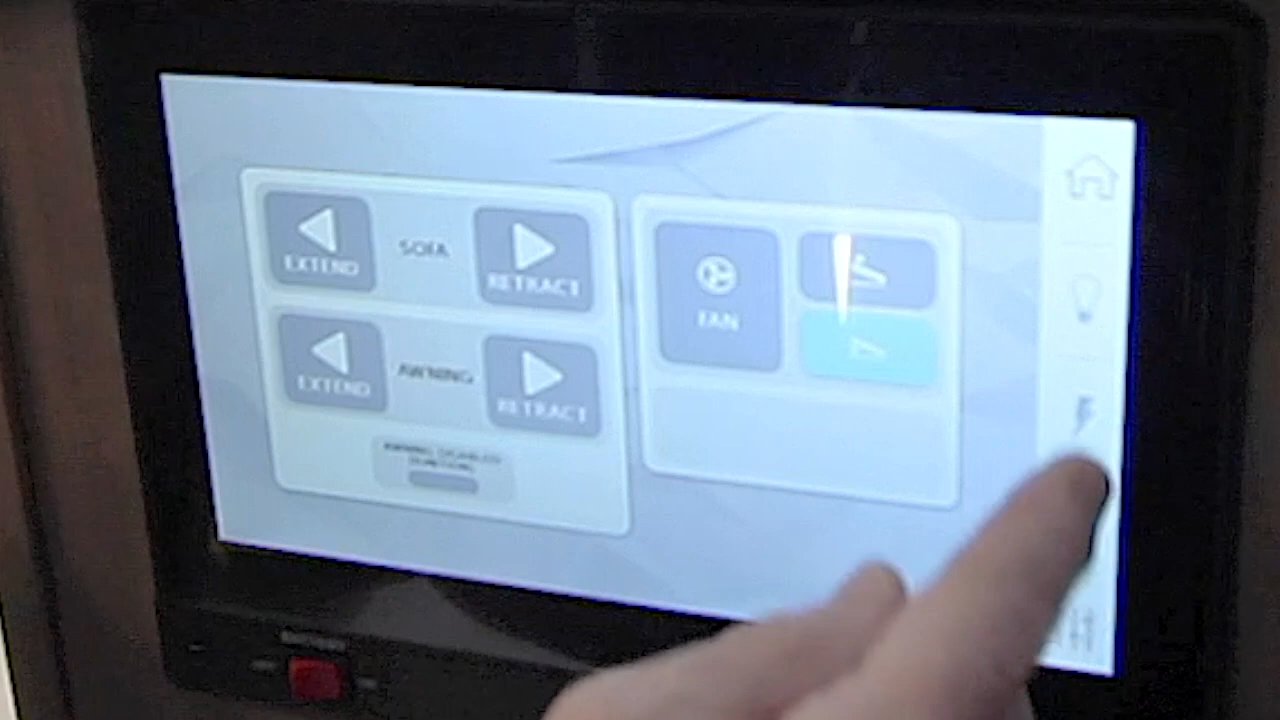 EXTEND
SOFA
RETRACT
EXTEND
AWNING
RETRACT
FAN